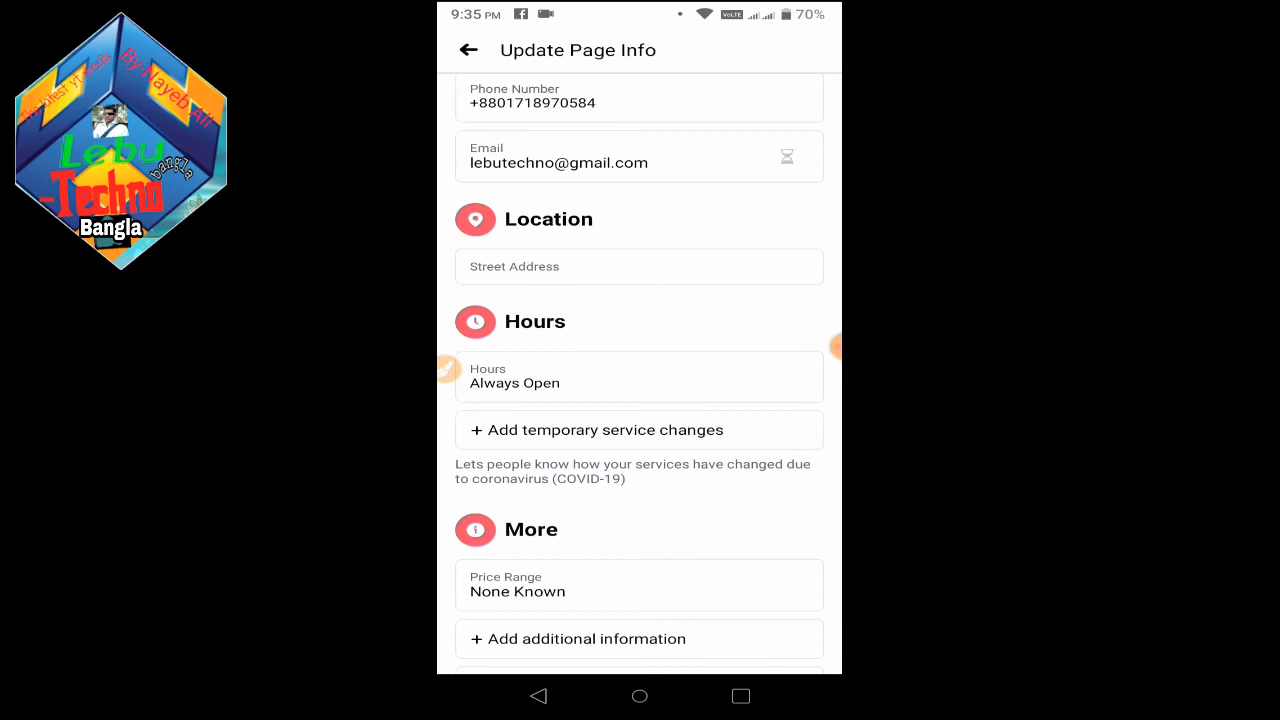 By-Nayeb Ali
Lebu
bangla
-Techno
Bangla
9:35 PM
VoLTE
70%
Update Page Info
Phone Number
+8801718970584
Email
lebutechno@gmail.com
Location
Street Address
Hours
Hours
Always Open
+ Add temporary service changes
Lets people know how your services have changed due
to coronavirus (COVID-19)
More
Price Range
None Known
+ Add additional information